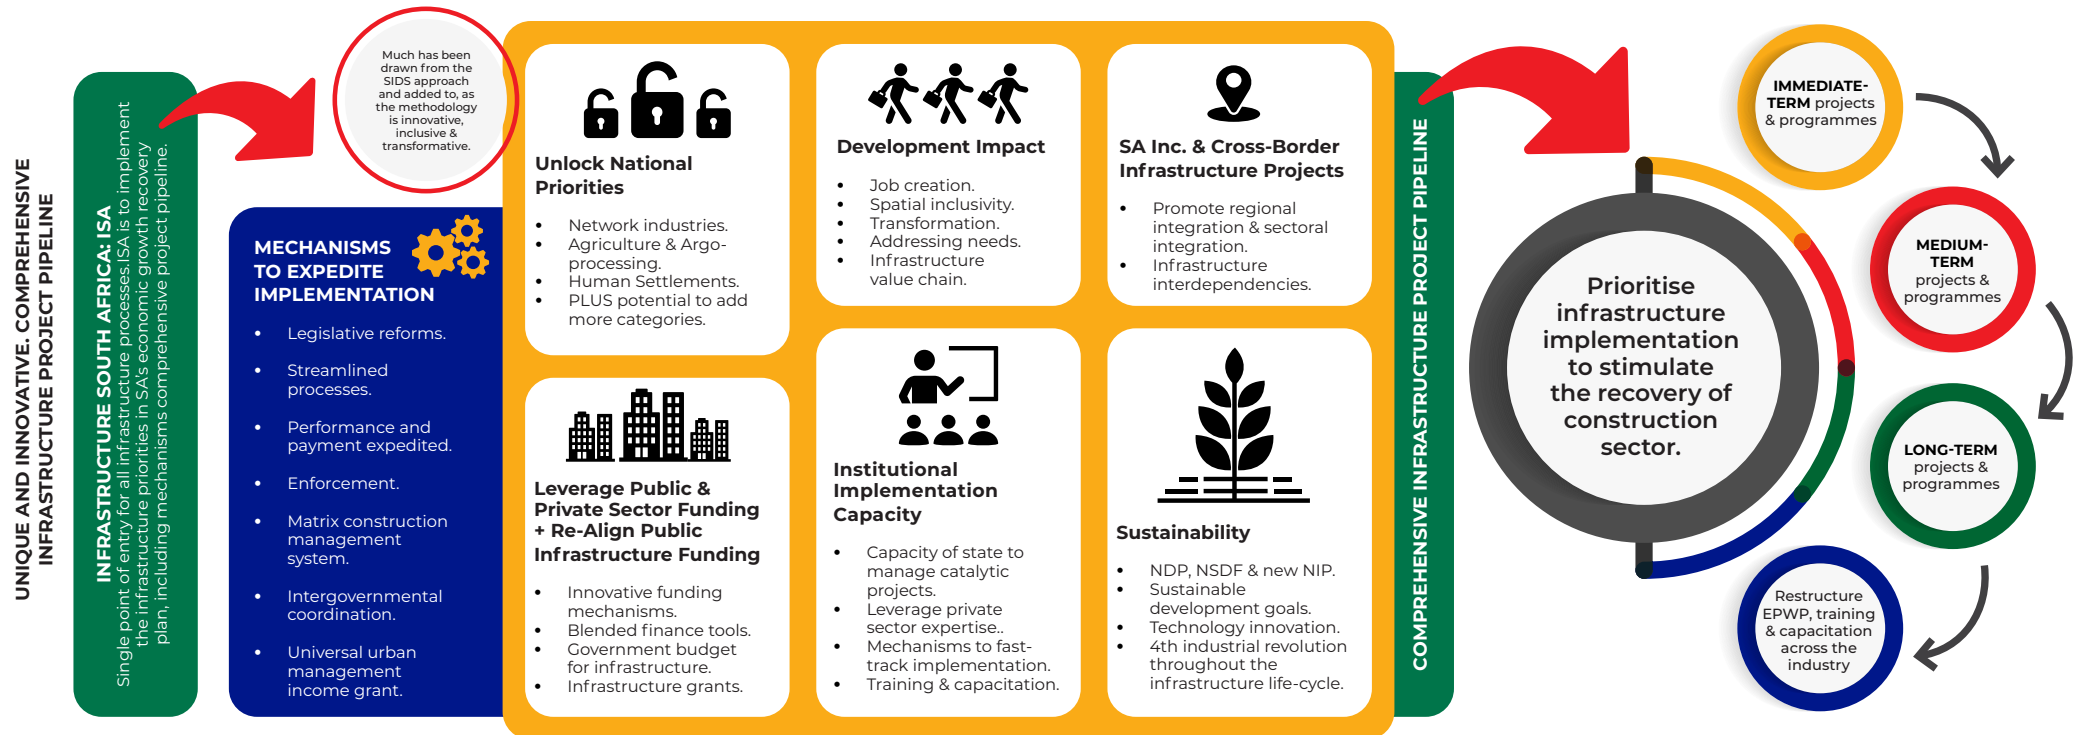 UNIQUE AND INNOVATIVE. COMPREHENSIVE
INFRASTRUCTURE PROJECT PIPELINE
INFRASTRUCTURE SOUTH AFRICA: ISA
Single point of entry for all infrastructure processes.ISA is to implement
the infrastructure priorities in SA's economic growth recovery
plan, including mechanisms comprehensive project pipeline.
Much has been
drawn from the
SIDS approach
and added to, as
the methodology
is innovative,
inclusive &
transformative.
MECHANISMS
TO EXPEDITE
IMPLEMENTATION
• Legislative reforms.
• Streamlined
processes.
• Performance and
payment expedited.
• Enforcement.
• Matrix construction
management
system.
• Intergovernmental
coordination.
• Universal urban
management
income grant.
Unlock National
Priorities
• Network industries.
• Agriculture & Argo-
processing.
• Human Settlements.
• PLUS potential to add
more categories.
Leverage Public &
Private Sector Funding
+ Re-Align Public
Infrastructure Funding
• Innovative funding
mechanisms.
• Blended finance tools.
• Government budget
for infrastructure.
• Infrastructure grants.
Development Impact
• Job creation.
• Spatial inclusivity.
• Transformation.
• Addressing needs.
• Infrastructure
value chain.
Institutional
Implementation
Capacity
• Capacity of state to
manage catalytic
projects.
• Leverage private
sector expertise..
• Mechanisms to fast-
track implementation.
• Training & capacitation.
SA Inc. & Cross-Border
Infrastructure Projects
• Promote regional
integration & sectoral
integration.
• Infrastructure
interdependencies.
Sustainability
• NDP, NSDF & new NIP.
• Sustainable
development goals.
• Technology innovation.
• 4th industrial revolution
throughout the
infrastructure life-cycle.
COMPREHENSIVE INFRASTRUCTURE PROJECT PIPELINE
Prioritise
infrastructure
implementation
to stimulate
the recovery of
construction
sector.
IMMEDIATE-
TERM projects
& programmes
MEDIUM-
TERM
projects &
programmes
LONG-TERM
projects &
programmes
Restructure
EPWP, training
& capacitation
across the
industry